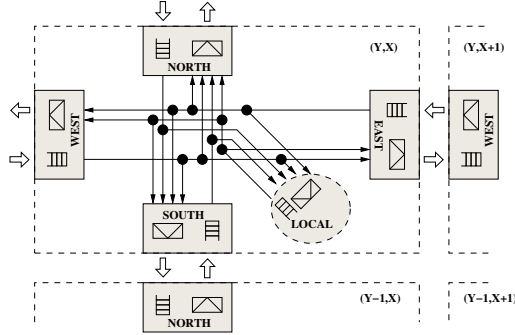 NORTH
(Y,X)
(Y,X+1)
WEST
EAST
WEST
SOUTH
LOCAL
NORTH
(Y−1,X)
(Y−1,X+1)